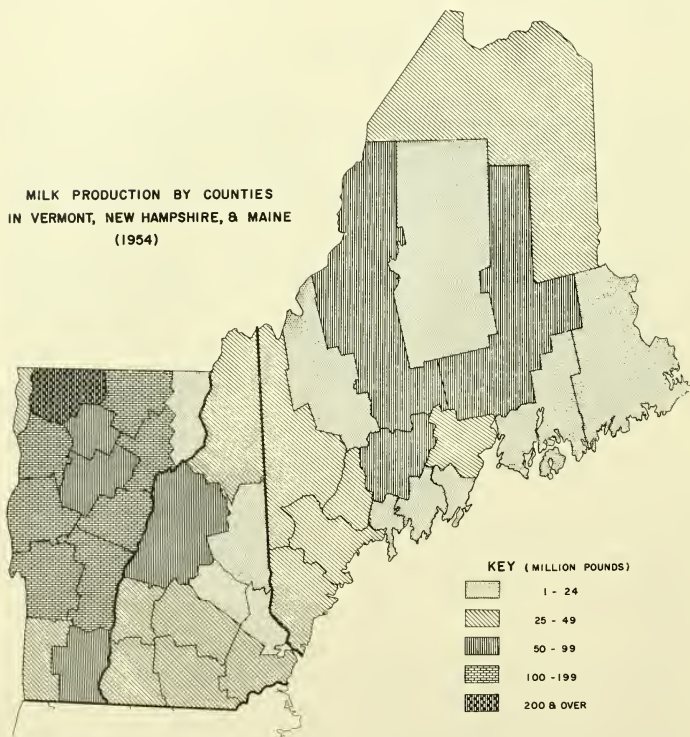 MILK PRODUCTION BY COUNTIES
IN VERMONT, NEW HAMPSHIRE, & MAINE
(1954)
KEY (MILLION POUNDS)
1 - 24
25 - 49
50 - 99
100 - 199
200 & OVER